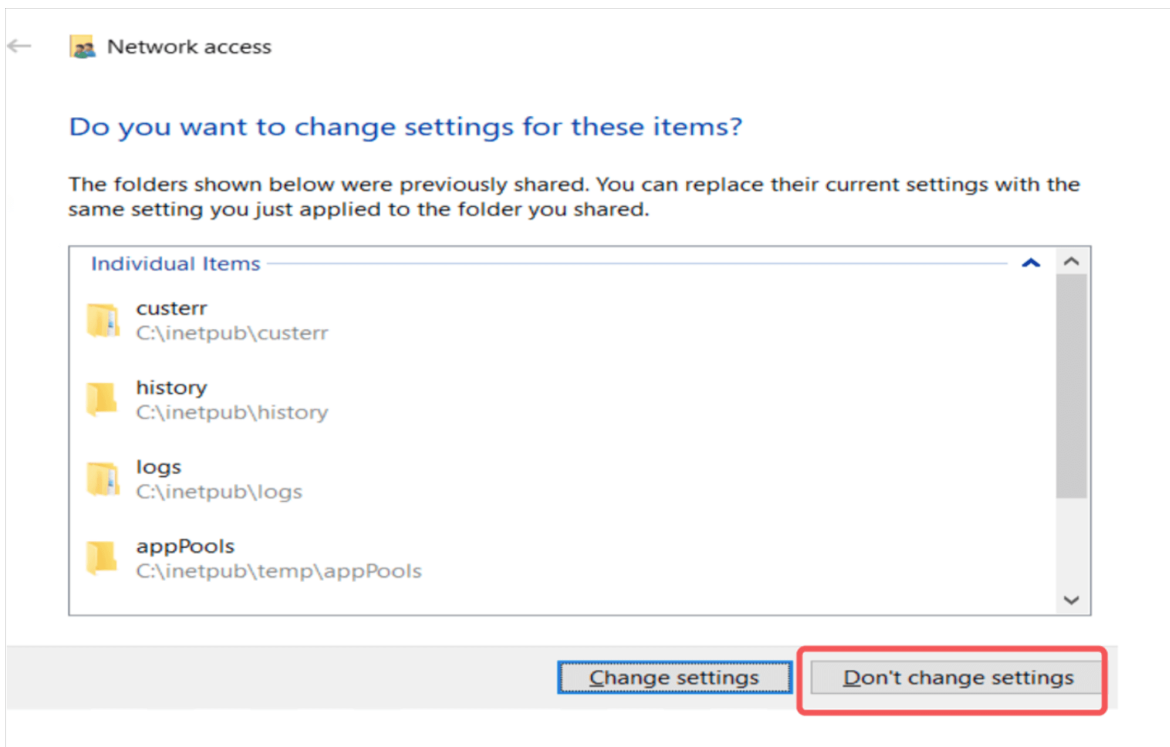 Network access
Do you want to change settings for these items?
The folders shown below were previously shared. You can replace their current settings with the
same setting you just applied to the folder you shared.
Individual Items
custerr
C:\inetpub\custerr
history
C:\inetpub\history
logs
C:\inetpub\logs
appPools
C:\inetpub\temp\appPools
Change settings
Don't change settings